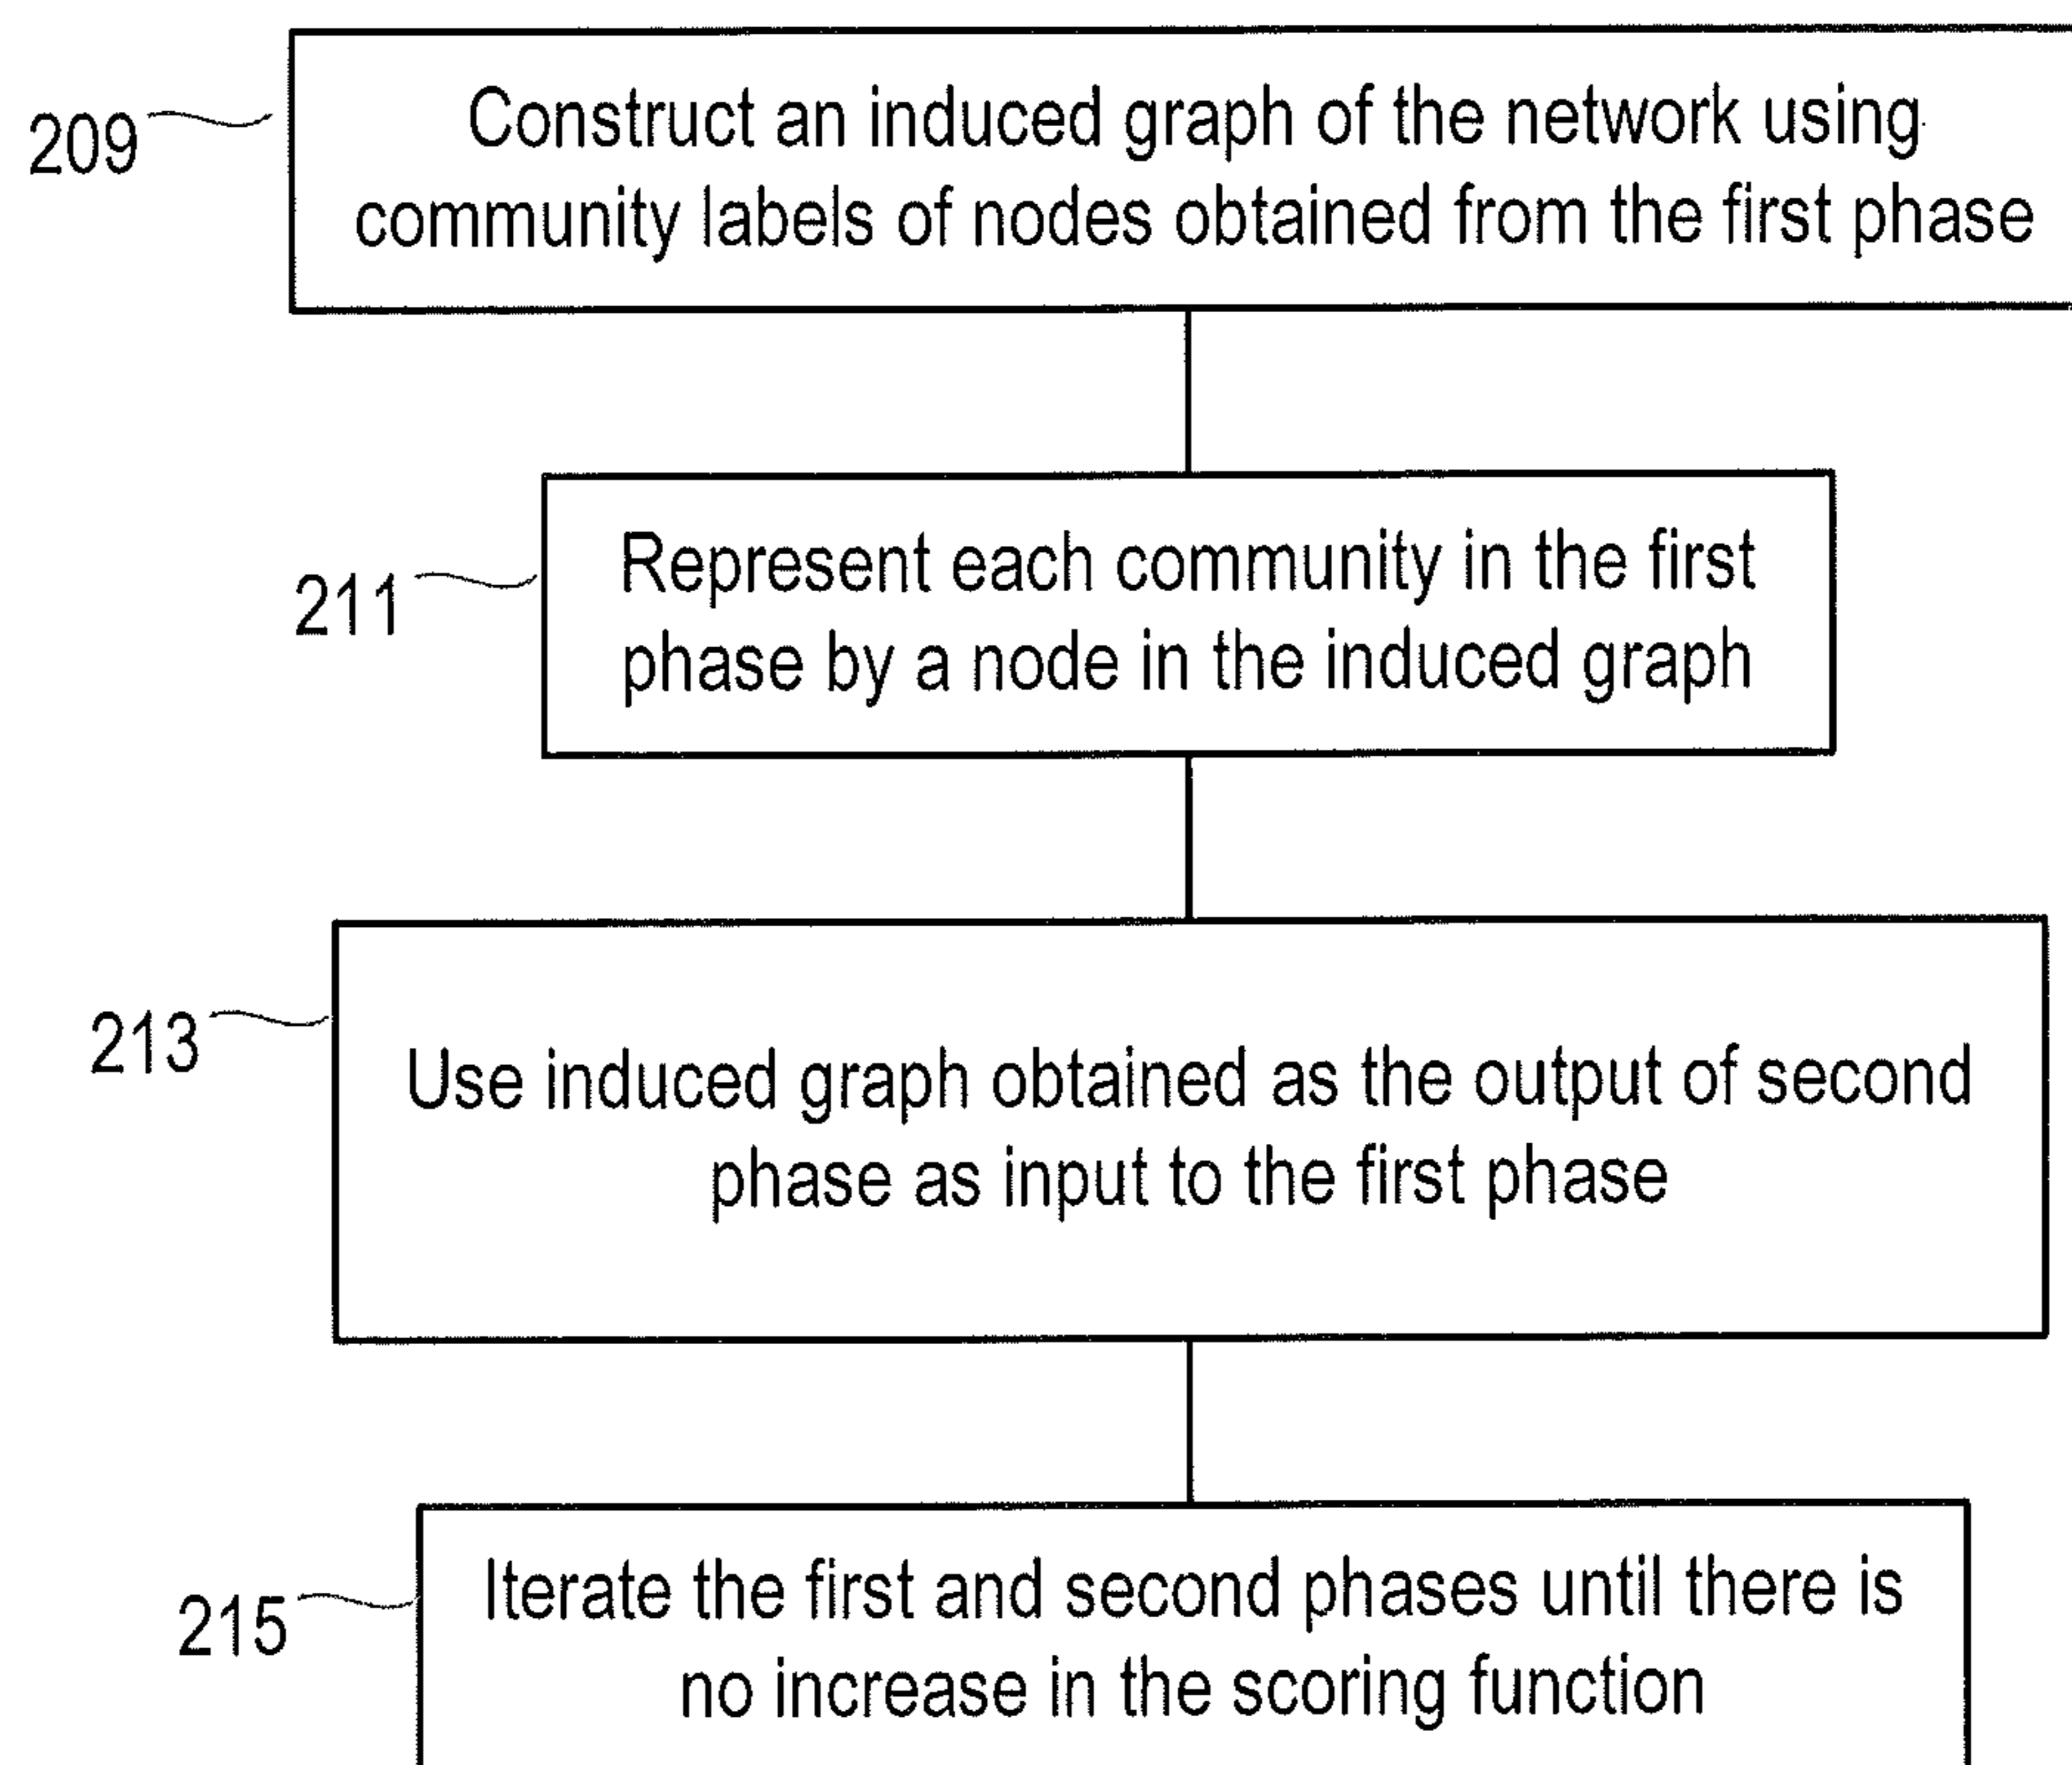 209
Construct an induced graph of the network using
community labels of nodes obtained from the first phase
211
Represent each community in the first
phase by a node in the induced graph
213
Use induced graph obtained as the output of second
phase as input to the first phase
215
Iterate the first and second phases until there is
no increase in the scoring function